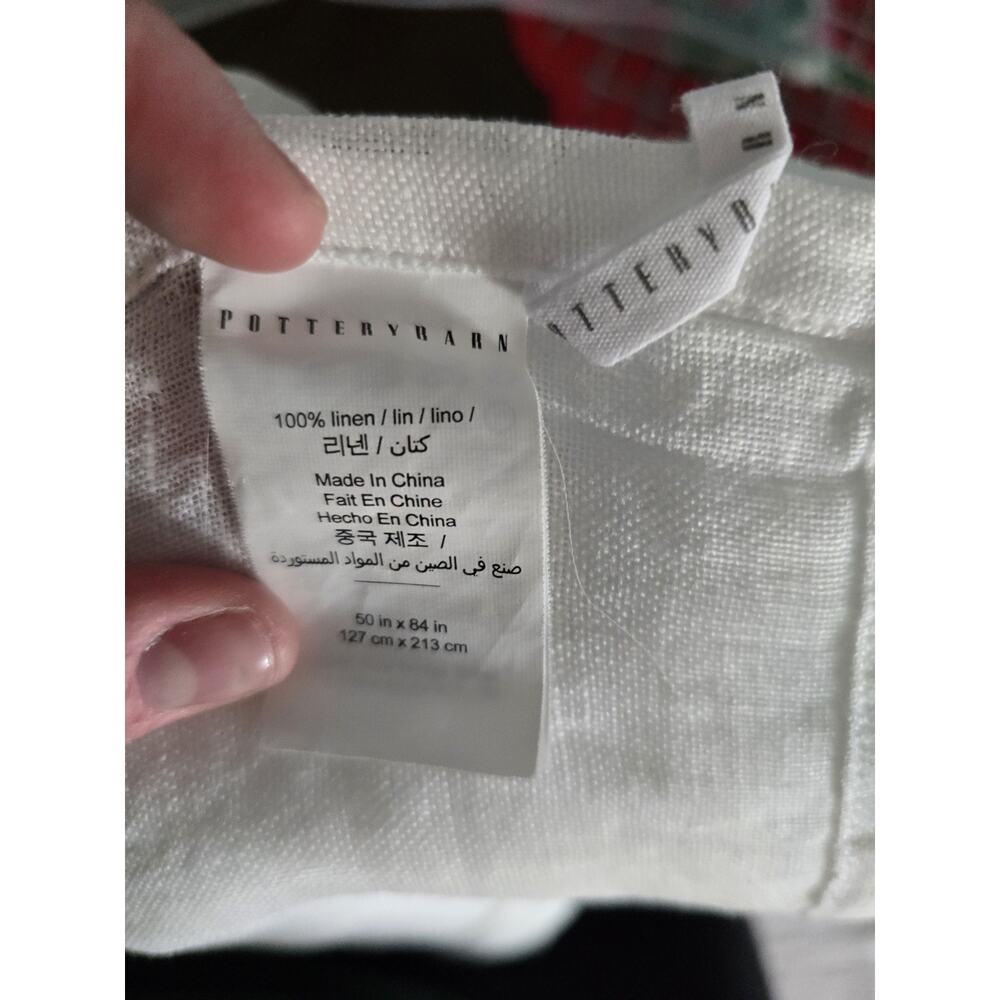 POTTERYBARN
100% linen / lin / lino /
리넨 / كتان
Made In China
Fait En Chine
Hecho En China
중국 제조 /
صنع في الصين من المواد المستوردة
50 in x 84 in
127 cm x 213 cm